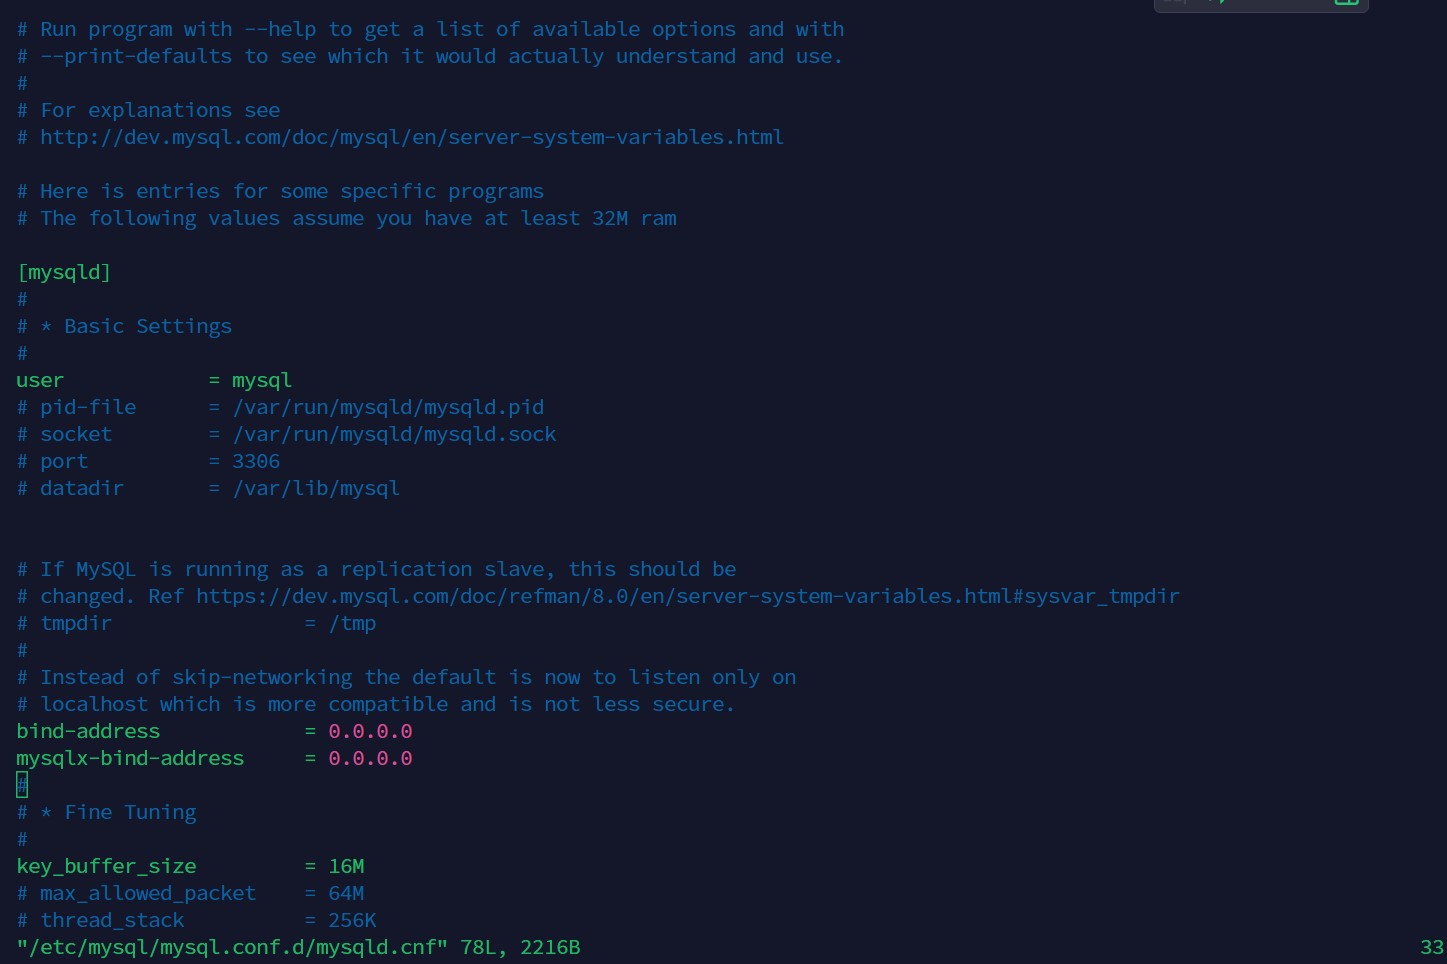 # Run program with --help to get a list of available options and with
# --print-defaults to see which it would actually understand and use.
#
# For explanations see
# http://dev.mysql.com/doc/mysql/en/server-system-variables.html
# Here is entries for some specific programs
# The following values assume you have at least 32M ram
[mysqld]
#
# * Basic Settings
#
user            = mysql
# pid-file      = /var/run/mysqld/mysqld.pid
# socket        = /var/run/mysqld/mysqld.sock
# port          = 3306
# datadir       = /var/lib/mysql
# If MySQL is running as a replication slave, this should be
# changed. Ref https://dev.mysql.com/doc/refman/8.0/en/server-system-variables.html#sysvar_tmpdir
# tmpdir                = /tmp
#
# Instead of skip-networking the default is now to listen only on
# localhost which is more compatible and is not less secure.
bind-address            = 0.0.0.0
mysqlx-bind-address     = 0.0.0.0
#
# * Fine Tuning
#
key_buffer_size         = 16M
# max_allowed_packet    = 64M
# thread_stack          = 256K
"/etc/mysql/mysql.conf.d/mysqld.cnf" 78L, 2216B 33